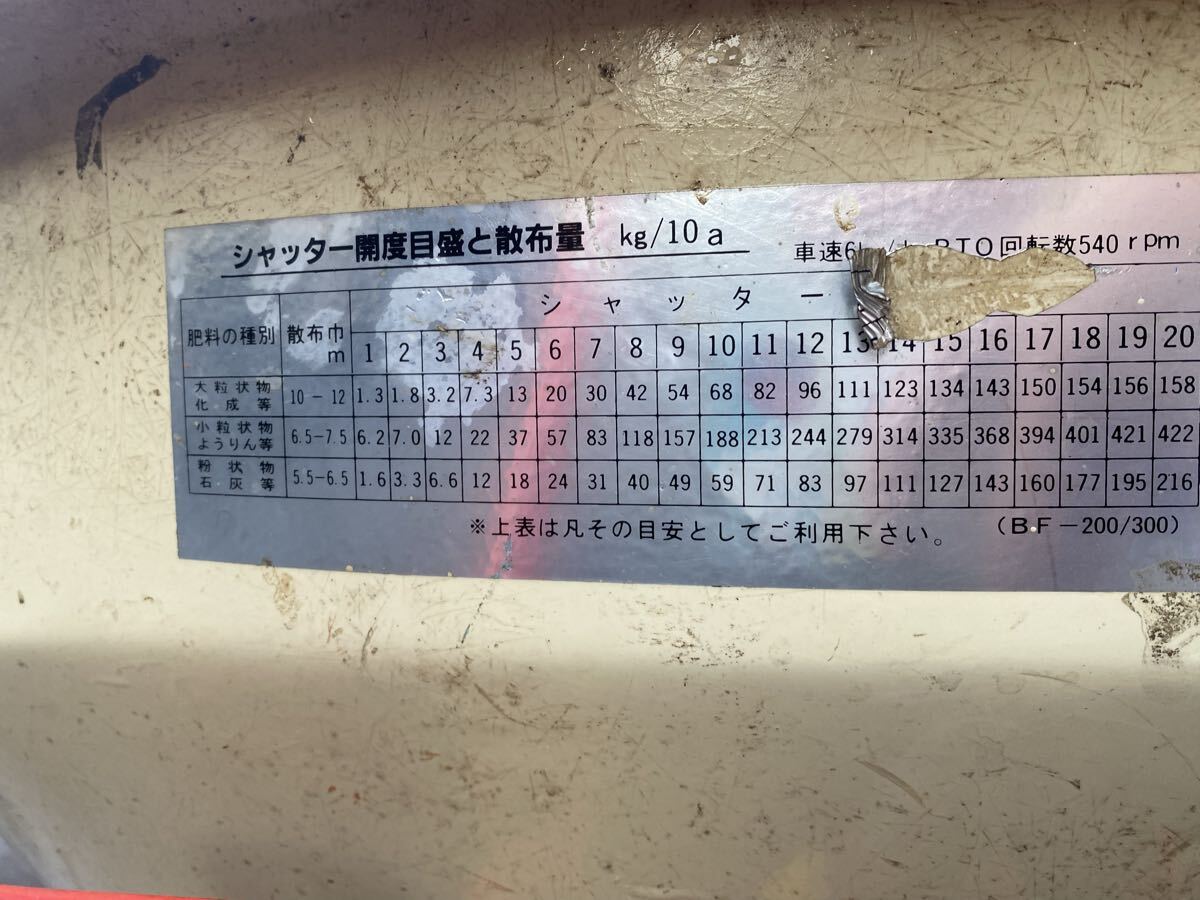 シャッター開度目盛と散布量 kg/10a 車速6 PTO回転数540rpm
肥料の種別 散布巾m シャッター
1 2 3 4 5 6 7 8 9 10 11 12 13 14 15 16 17 18 19 20
大粒状物 化成等 10-12 1.3 1.8 3.2 7.3 13 20 30 42 54 68 82 96 111 123 134 143 150 154 156 158
小粒状物 ようりん等 6.5-7.5 6.2 7.0 12 22 37 57 83 118 157 188 213 244 279 314 335 368 394 401 421 422
粉状物 石灰等 5.5-6.5 1.6 3.3 6.6 12 18 24 31 40 49 59 71 83 97 111 127 143 160 177 195 216
※上表は凡その目安としてご利用下さい。 (BF-200/300)